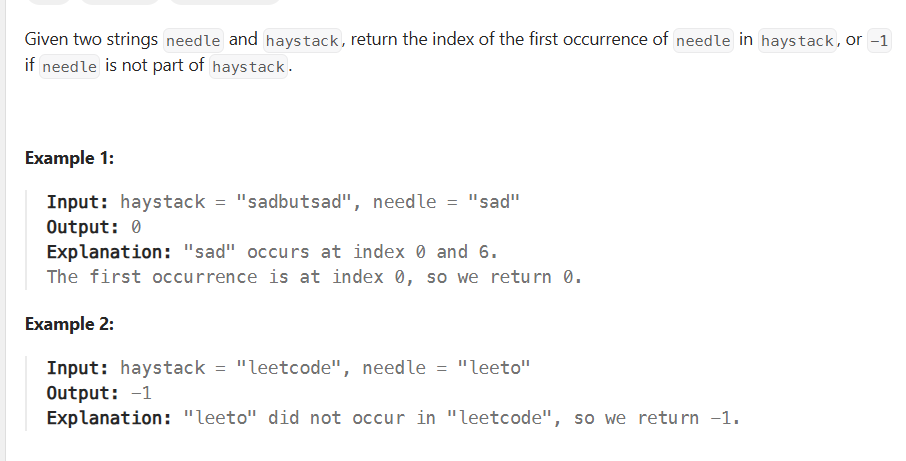 Given two strings needle and haystack, return the index of the first occurrence of needle in haystack, or -1
if needle is not part of haystack.
Example 1:
Input: haystack = "sadbutsad", needle = "sad"
Output: 0
Explanation: "sad" occurs at index 0 and 6.
The first occurrence is at index 0, so we return 0.
Example 2:
Input: haystack = "leetcode", needle = "leeto"
Output: -1
Explanation: "leeto" did not occur in "leetcode", so we return -1.